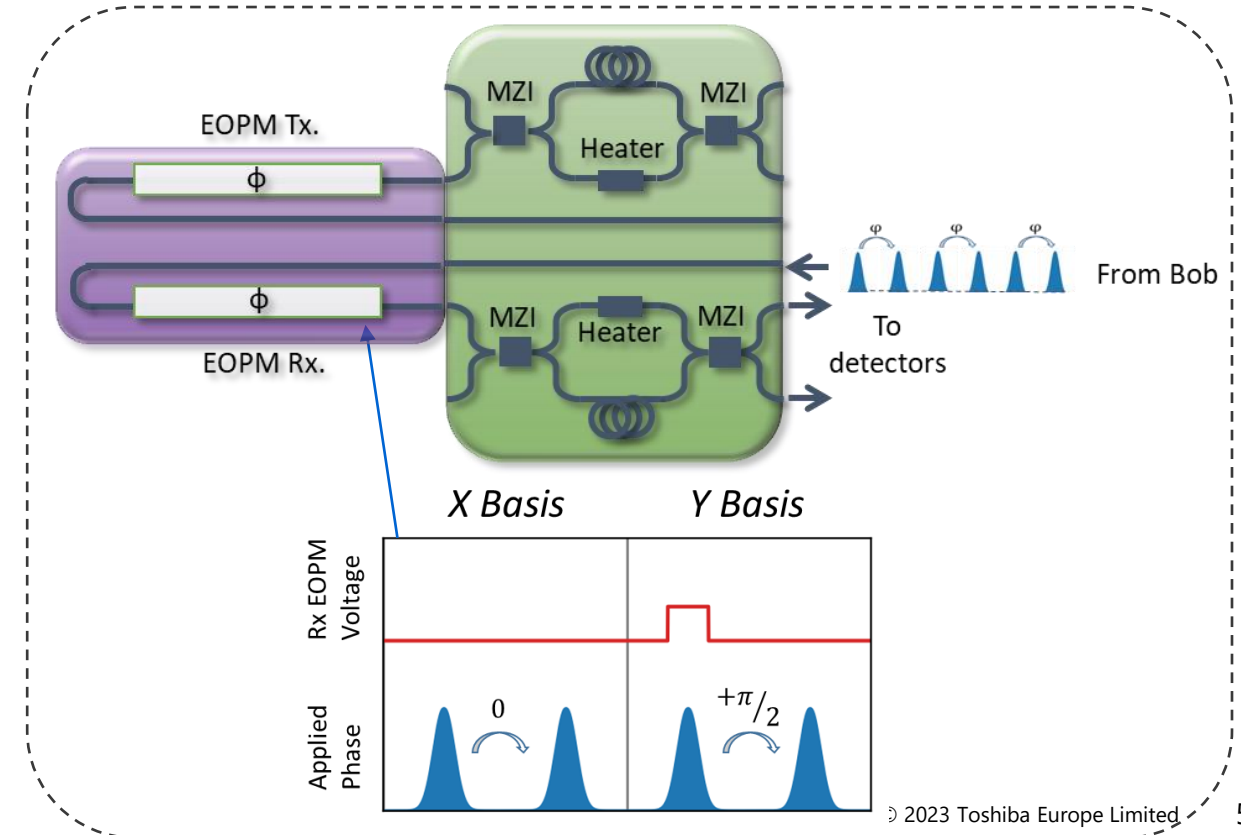 MZI
MZI
EOPM Tx.
Heater
ϕ
φ
φ
φ
From Bob
ϕ
MZI
Heater
MZI
To
detectors
EOPM Rx.
X Basis
Y Basis
Rx EOPM
Voltage
Applied
Phase
0
+π/2
© 2023 Toshiba Europe Limited